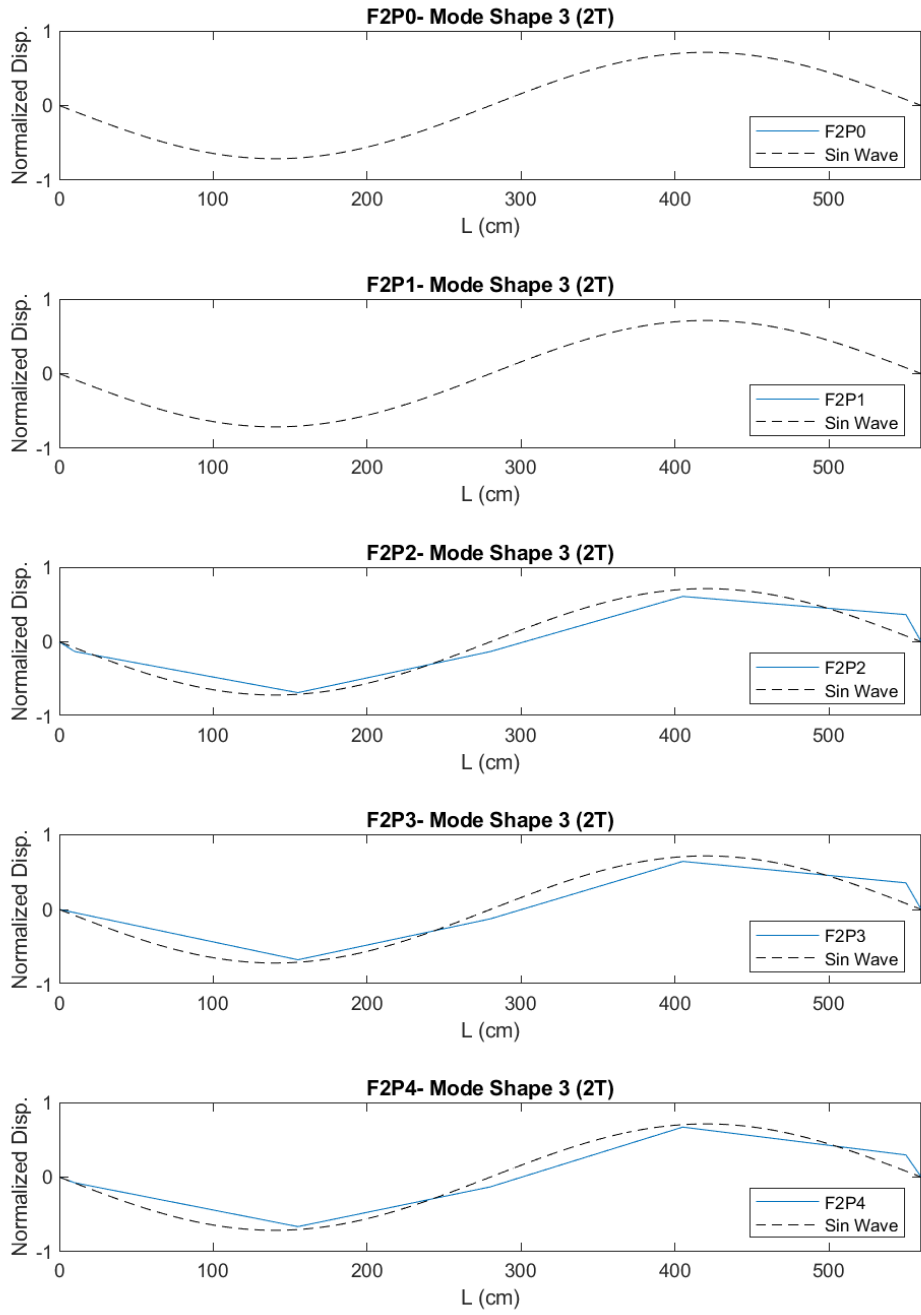 F2P0- Mode Shape 3 (2T)
Normalized Disp.
1
0
-1
0 100 200 300 400 500
L (cm)
F2P0
Sin Wave
F2P1- Mode Shape 3 (2T)
Normalized Disp.
1
0
-1
0 100 200 300 400 500
L (cm)
F2P1
Sin Wave
F2P2- Mode Shape 3 (2T)
Normalized Disp.
1
0
-1
0 100 200 300 400 500
L (cm)
F2P2
Sin Wave
F2P3- Mode Shape 3 (2T)
Normalized Disp.
1
0
-1
0 100 200 300 400 500
L (cm)
F2P3
Sin Wave
F2P4- Mode Shape 3 (2T)
Normalized Disp.
1
0
-1
0 100 200 300 400 500
L (cm)
F2P4
Sin Wave